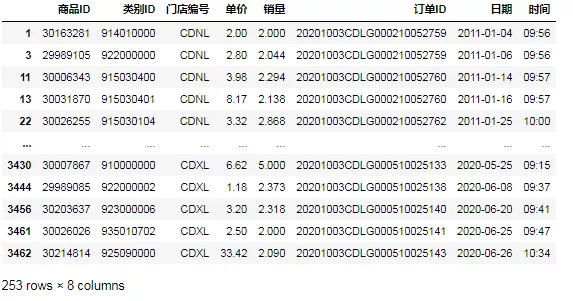 商品ID 类别ID 门店编号 单价 销量 订单ID 日期 时间
1 30163281 914010000 CDNL 2.00 2.000 20201003CDLG000210052759 2011-01-04 09:56
3 29989105 922000000 CDNL 2.80 2.044 20201003CDLG000210052759 2011-01-06 09:56
11 30006343 915030400 CDNL 3.98 2.294 20201003CDLG000210052760 2011-01-14 09:57
13 30031870 915030401 CDNL 8.17 2.138 20201003CDLG000210052760 2011-01-16 09:57
22 30026255 915030104 CDNL 3.32 2.868 20201003CDLG000210052762 2011-01-25 10:00
... ... ... ... ... ... ... ... ...
3430 30007867 910000000 CDXL 6.62 5.000 20201003CDLG000510025133 2020-05-25 09:15
3444 29989085 922000002 CDXL 1.18 2.373 20201003CDLG000510025138 2020-06-08 09:37
3456 30203637 923000006 CDXL 3.20 2.318 20201003CDLG000510025140 2020-06-20 09:41
3461 30026026 935010702 CDXL 2.50 2.000 20201003CDLG000510025141 2020-06-25 09:47
3462 30214814 925090000 CDXL 33.42 2.090 20201003CDLG000510025143 2020-06-26 10:34
253 rows × 8 columns